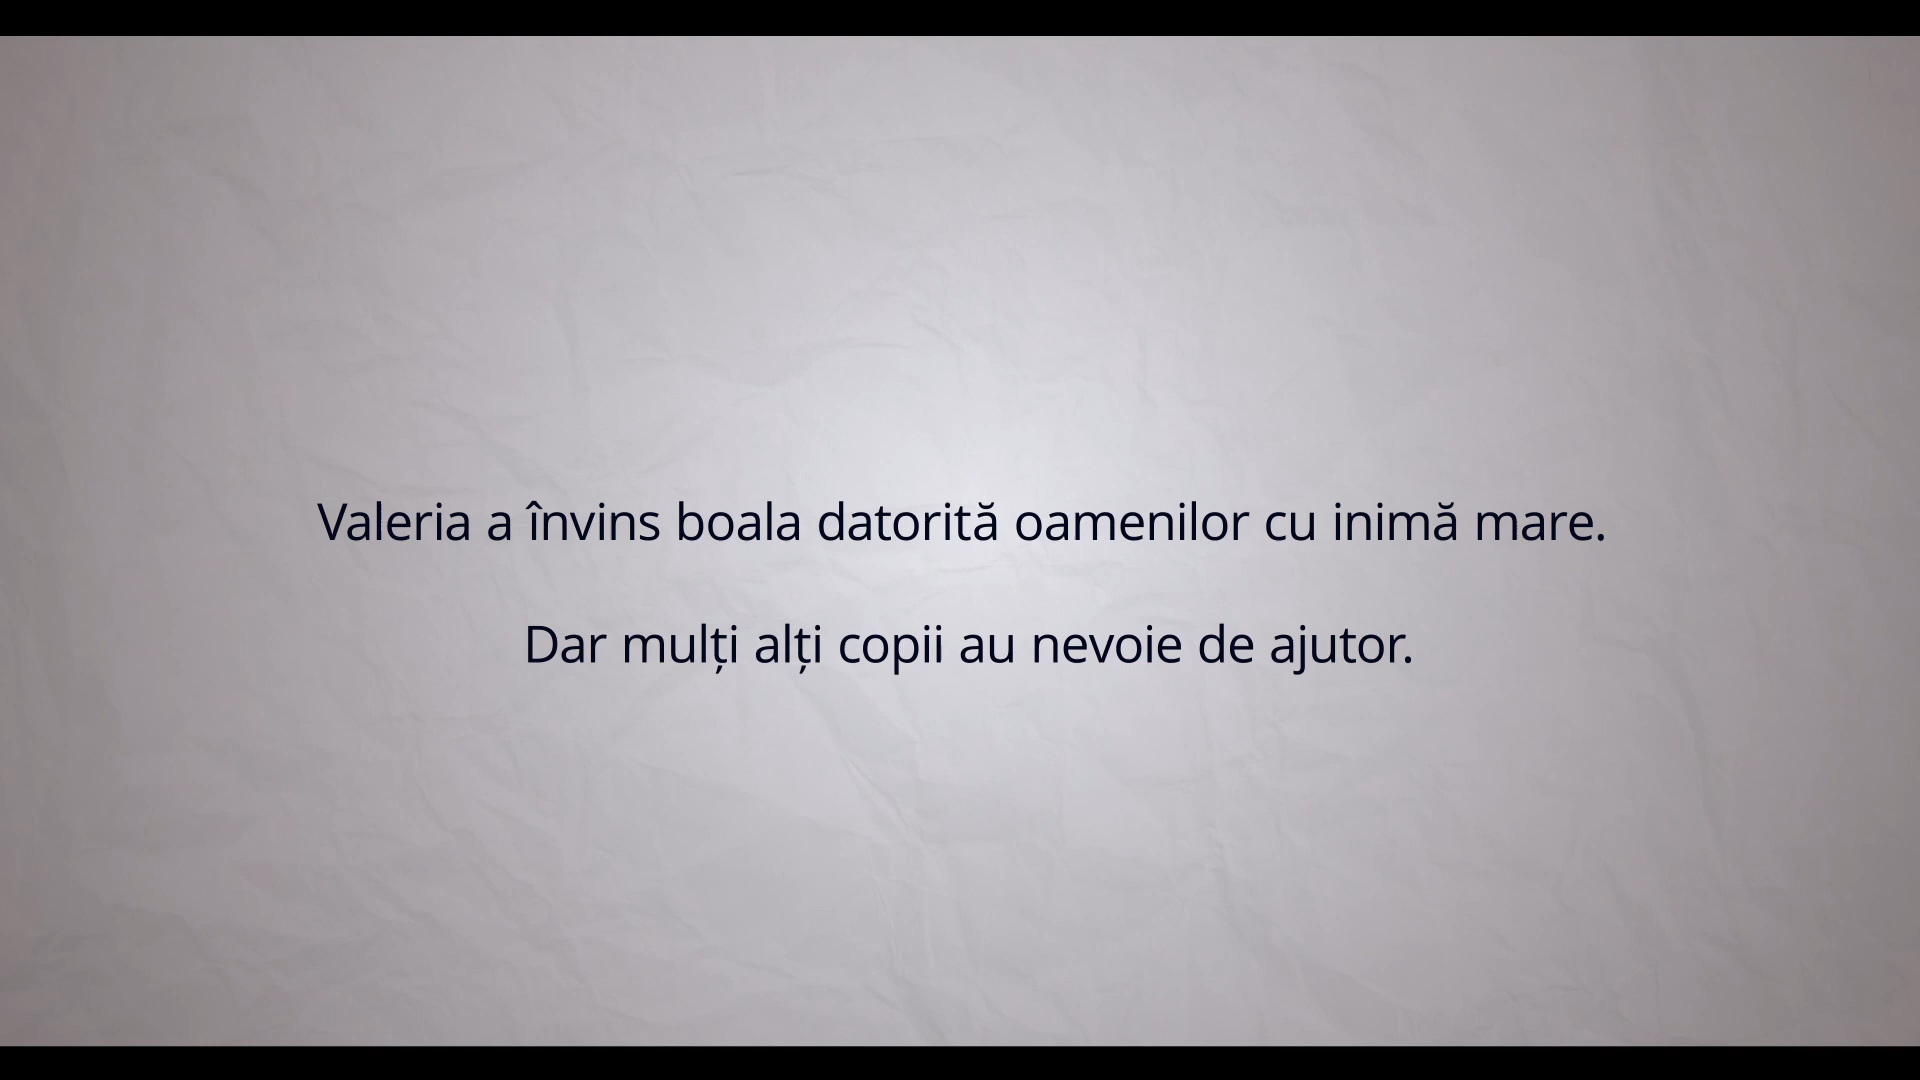 Valeria a învins boala datorită oamenilor cu inimă mare.
Dar mulți alți copii au nevoie de ajutor.